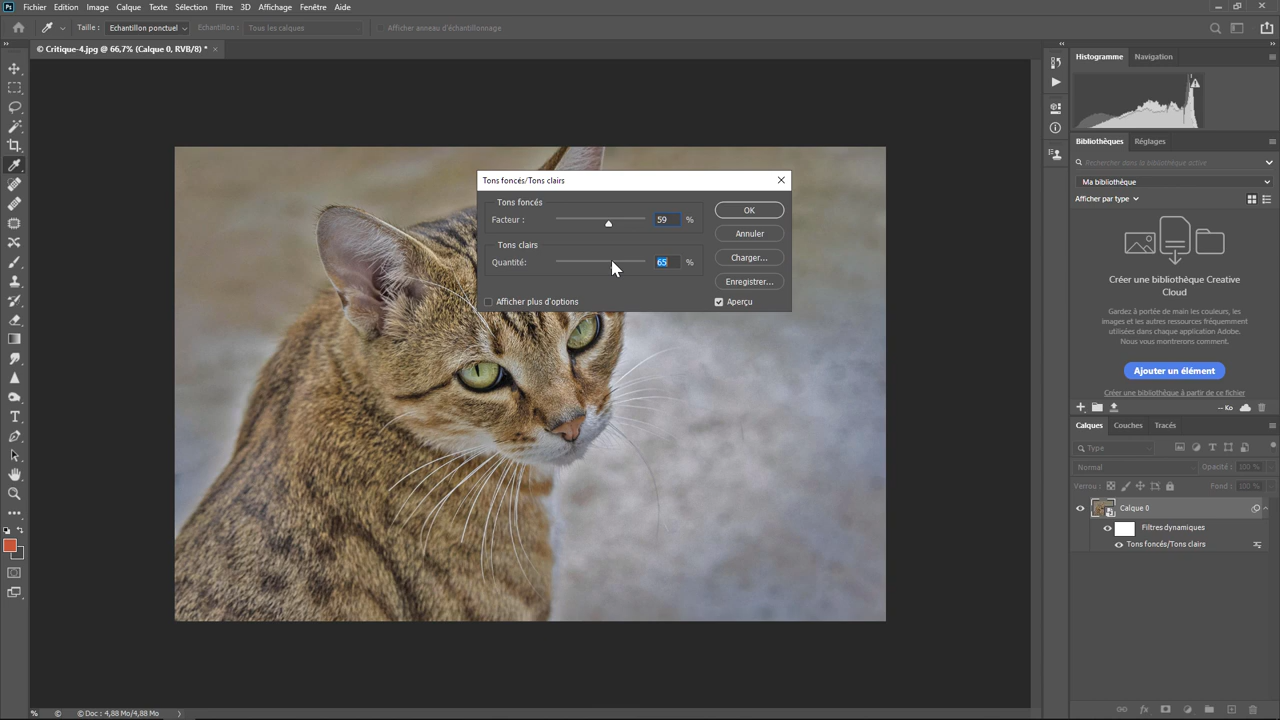 Ps Fichier Edition Image Calque Texte Sélection Filtre 3D Affichage Fenêtre Aide
Taille : Echantillon ponctuel Echantillon : Tous les calques Afficher anneau d'échantillonnage
© Critique-4.jpg @ 66,7% (Calque 0, RVB/8) * ×
Histogramme Navigation
Bibliothèques Réglages
Rechercher dans la bibliothèque active
Ma bibliothèque
Afficher par type
Créer une bibliothèque Creative
Cloud
Gardez à portée de main les couleurs, les
images et les autres ressources fréquemment
utilisées dans chaque application Adobe.
Nous vous montrerons comment.
Ajouter un élément
Créer une bibliothèque à partir de ce fichier
-- Ko
Calques Couches Tracés
Type
Normal Opacité : 100 %
Verrou : Fond : 100 %
Calque 0
Filtres dynamiques
Tons foncés/Tons clairs
Tons foncés/Tons clairs
Tons foncés
Facteur : 59 %
Tons clairs
Quantité: 65 %
Afficher plus d'options
OK
Annuler
Charger...
Enregistrer...
Aperçu
% © Doc : 4,88 Mo/4,88 Mo